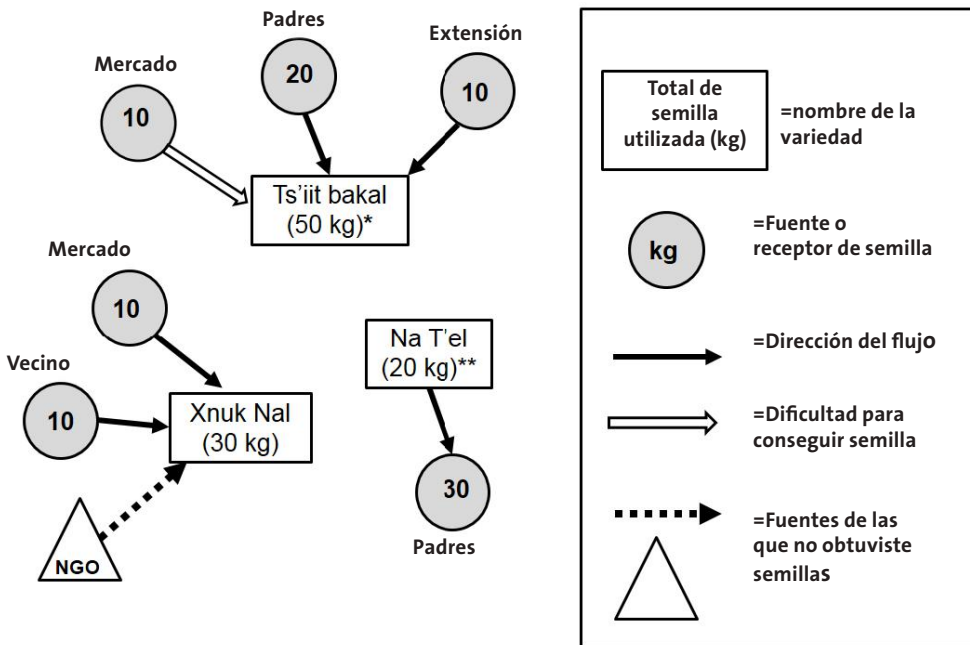 Padres
Extensión
Mercado
20
10
10
Ts'iit bakal
(50 kg)*
Mercado
10
Vecino
10
Xnuk Nal
(30 kg)
NGO
Na T'el
(20 kg)**
30
Padres
Total de
semilla
utilizada (kg)
=nombre de la
variedad
kg
=Fuente o
receptor de semilla
=Dirección del flujo
=Dificultad para
conseguir semilla
=Fuentes de las
que no obtuviste
semillas